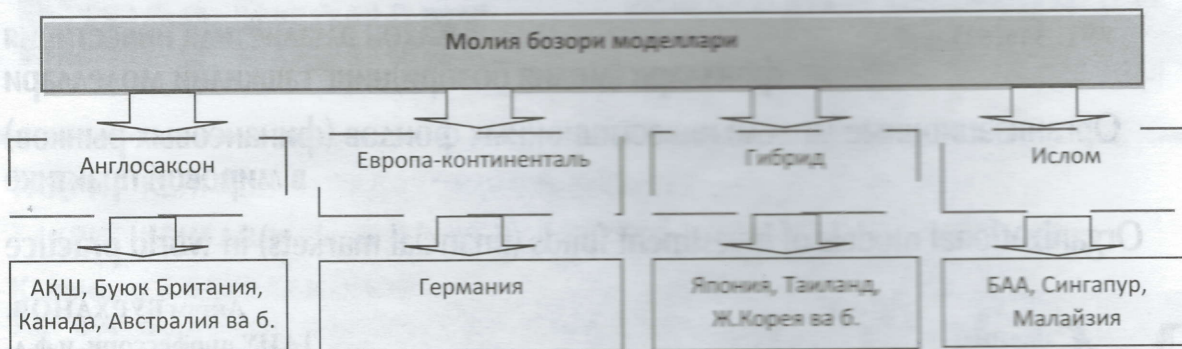 Молия бозори моделлари
Англосаксон
Европа-континенталь
Гибрид
Ислом
АҚШ, Буюк Британия,
Канада, Австралия ва б.
Германия
Япония, Таиланд,
Ж.Корея ва б.
БАА, Сингапур,
Малайзия